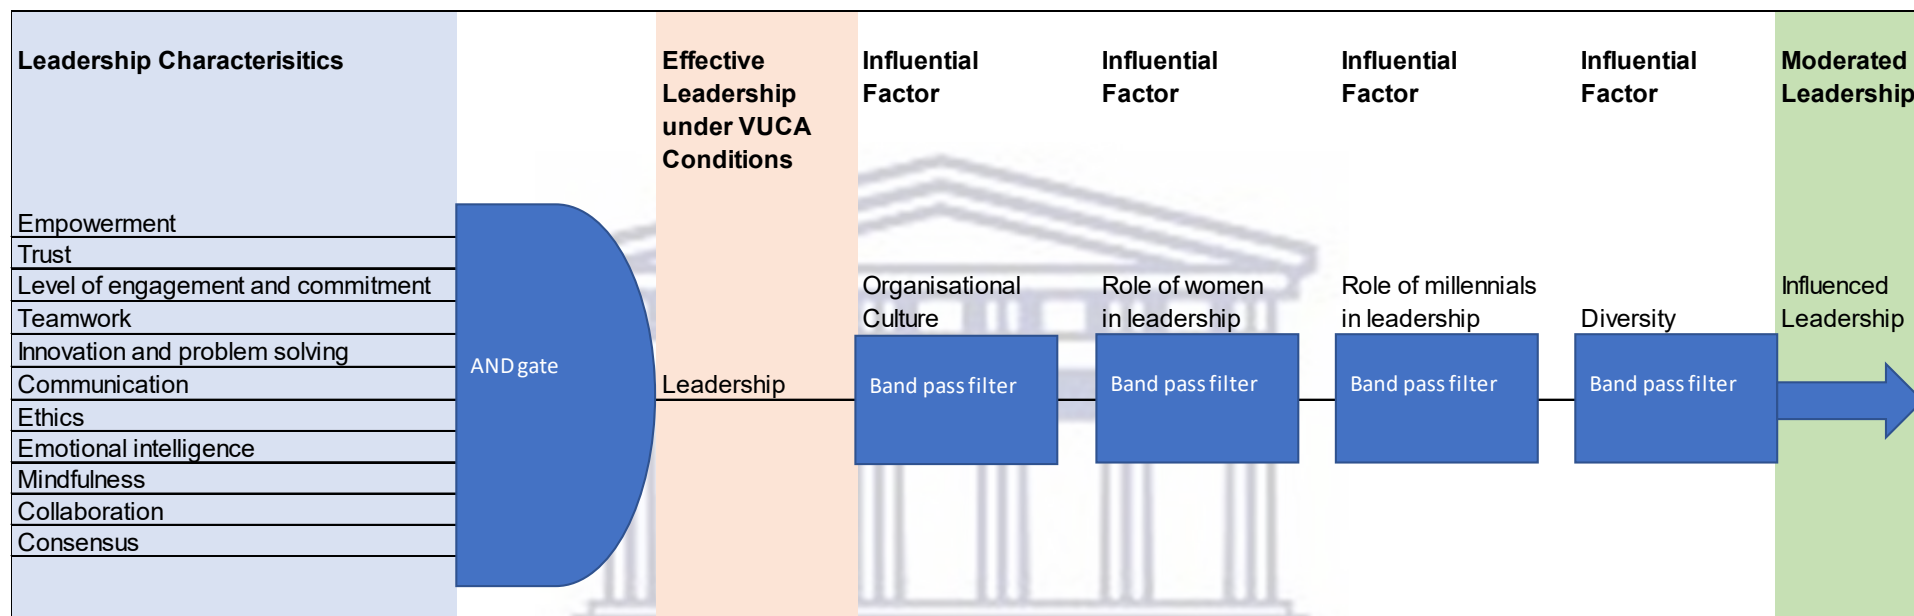 Leadership Characterisitics
Effective
Leadership
under VUCA
Conditions
Influential
Factor
Influential
Factor
Influential
Factor
Influential
Factor
Moderated
Leadership
Empowerment
Trust
Level of engagement and commitment
Teamwork
Innovation and problem solving
Communication
Ethics
Emotional intelligence
Mindfulness
Collaboration
Consensus
AND gate
Leadership
Organisational
Culture
Band pass filter
Role of women
in leadership
Band pass filter
Role of millennials
in leadership
Band pass filter
Diversity
Band pass filter
Influenced
Leadership